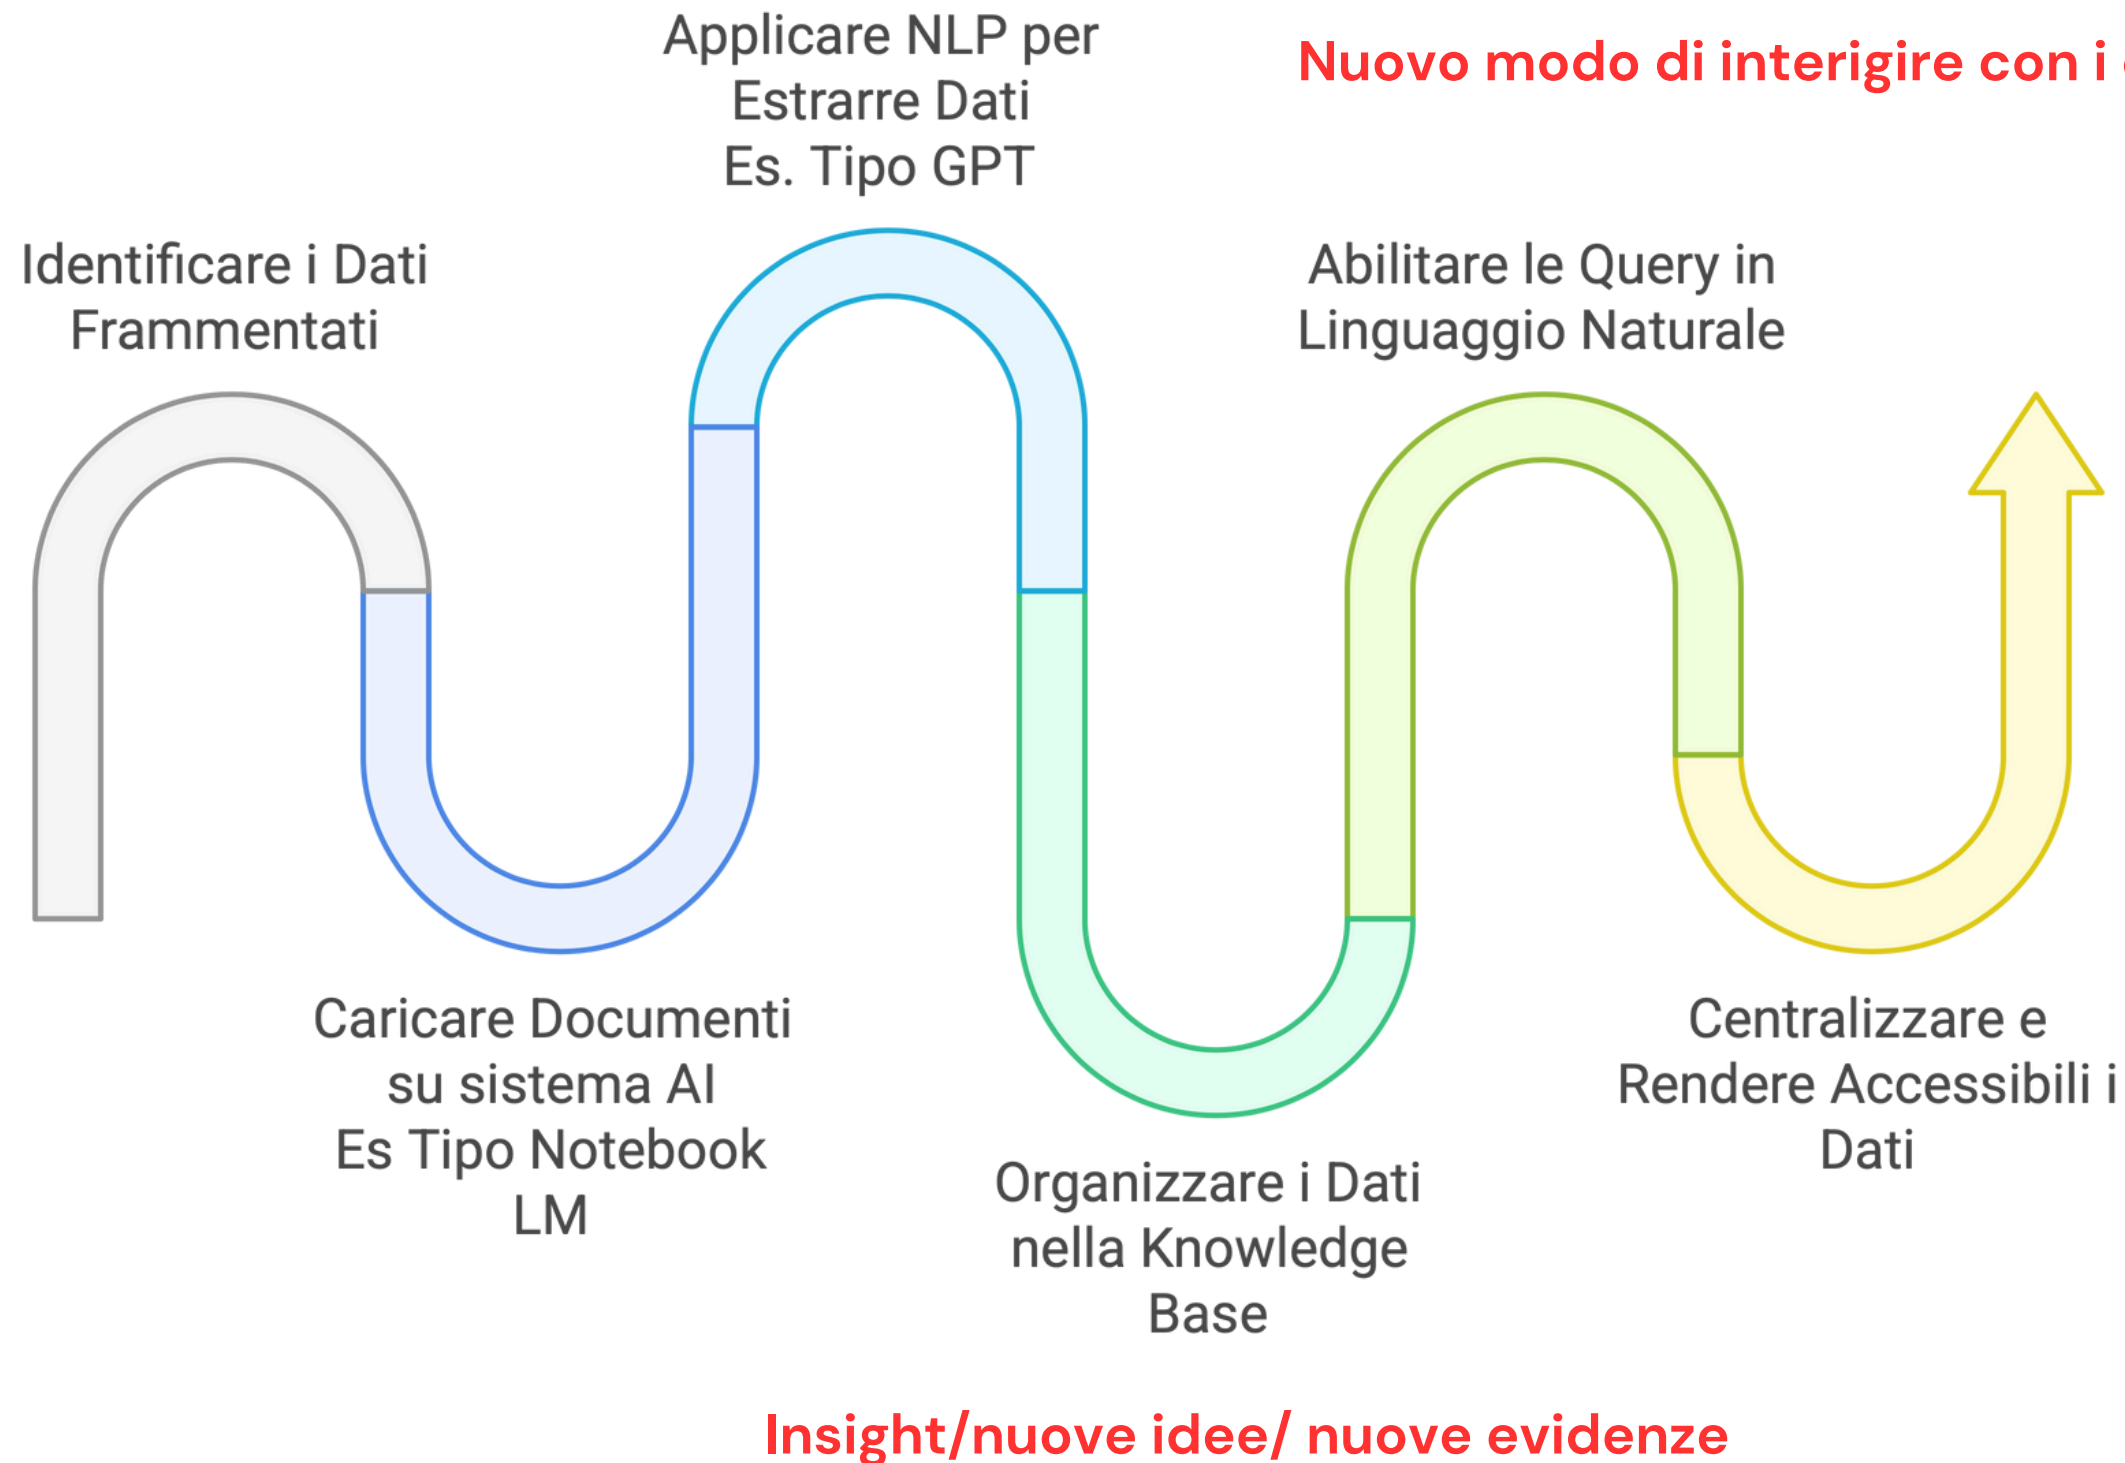 Applicare NLP per
Estrarre Dati
Es. Tipo GPT
Nuovo modo di interigire con i
Identificare i Dati
Frammentati
Abilitare le Query in
Linguaggio Naturale
Caricare Documenti
su sistema AI
Es Tipo Notebook
LM
Organizzare i Dati
nella Knowledge
Base
Centralizzare e
Rendere Accessibili i
Dati
Insight/nuove idee/ nuove evidenze